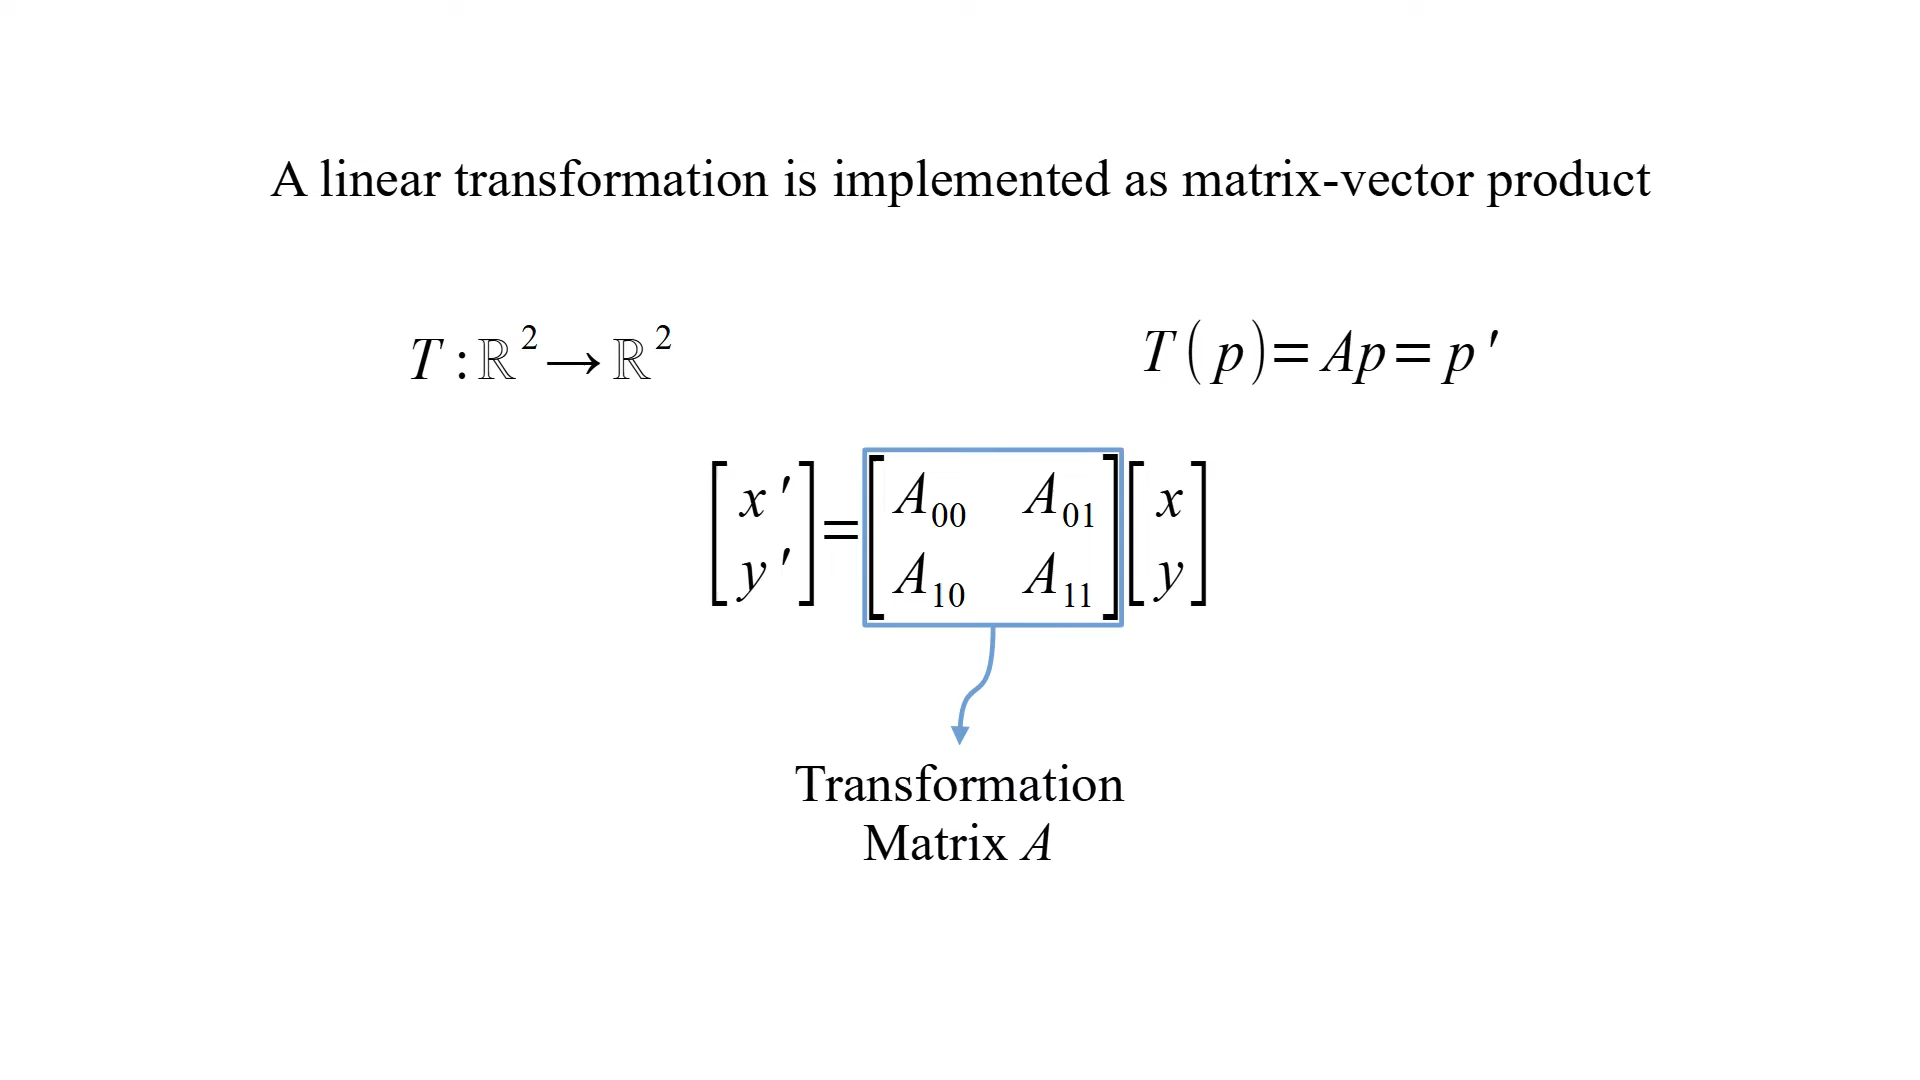 A linear transformation is implemented as matrix-vector product
T : ℝ² → ℝ²
T ( p ) = Ap = p ′
[ x ′ ; y ′ ] = [ A₀₀ A₀₁ ; A₁₀ A₁₁ ] [ x ; y ]
Transformation
Matrix A